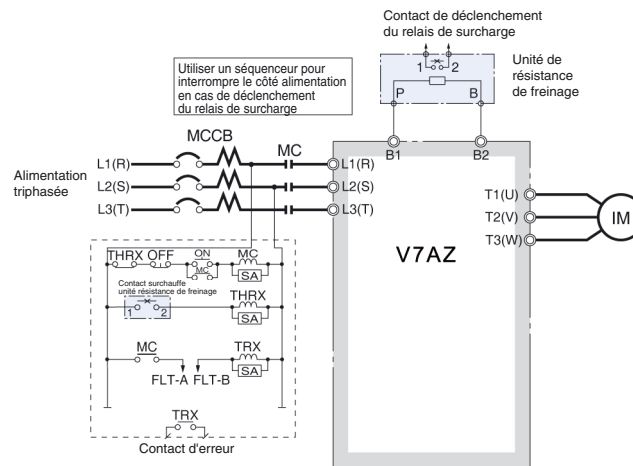 Contact de déclenchement
du relais de surcharge
1 2
Unité de
résistance
de freinage
P B
Utiliser un séquenceur pour
interrompre le côté alimentation
en cas de déclenchement
du relais de surcharge
B1 B2
MCCB
MC
Alimentation
triphasée
L1(R) L1(R)
L2(S) L2(S)
L3(T) L3(T)
T1(U)
T2(V)
T3(W)
IM
V7AZ
THRX OFF ON MC
MC SA
Contact surchauffe
unité résistance de freinage
1 2
THRX
SA
MC
TRX
SA
FLT-A FLT-B
TRX
Contact d'erreur